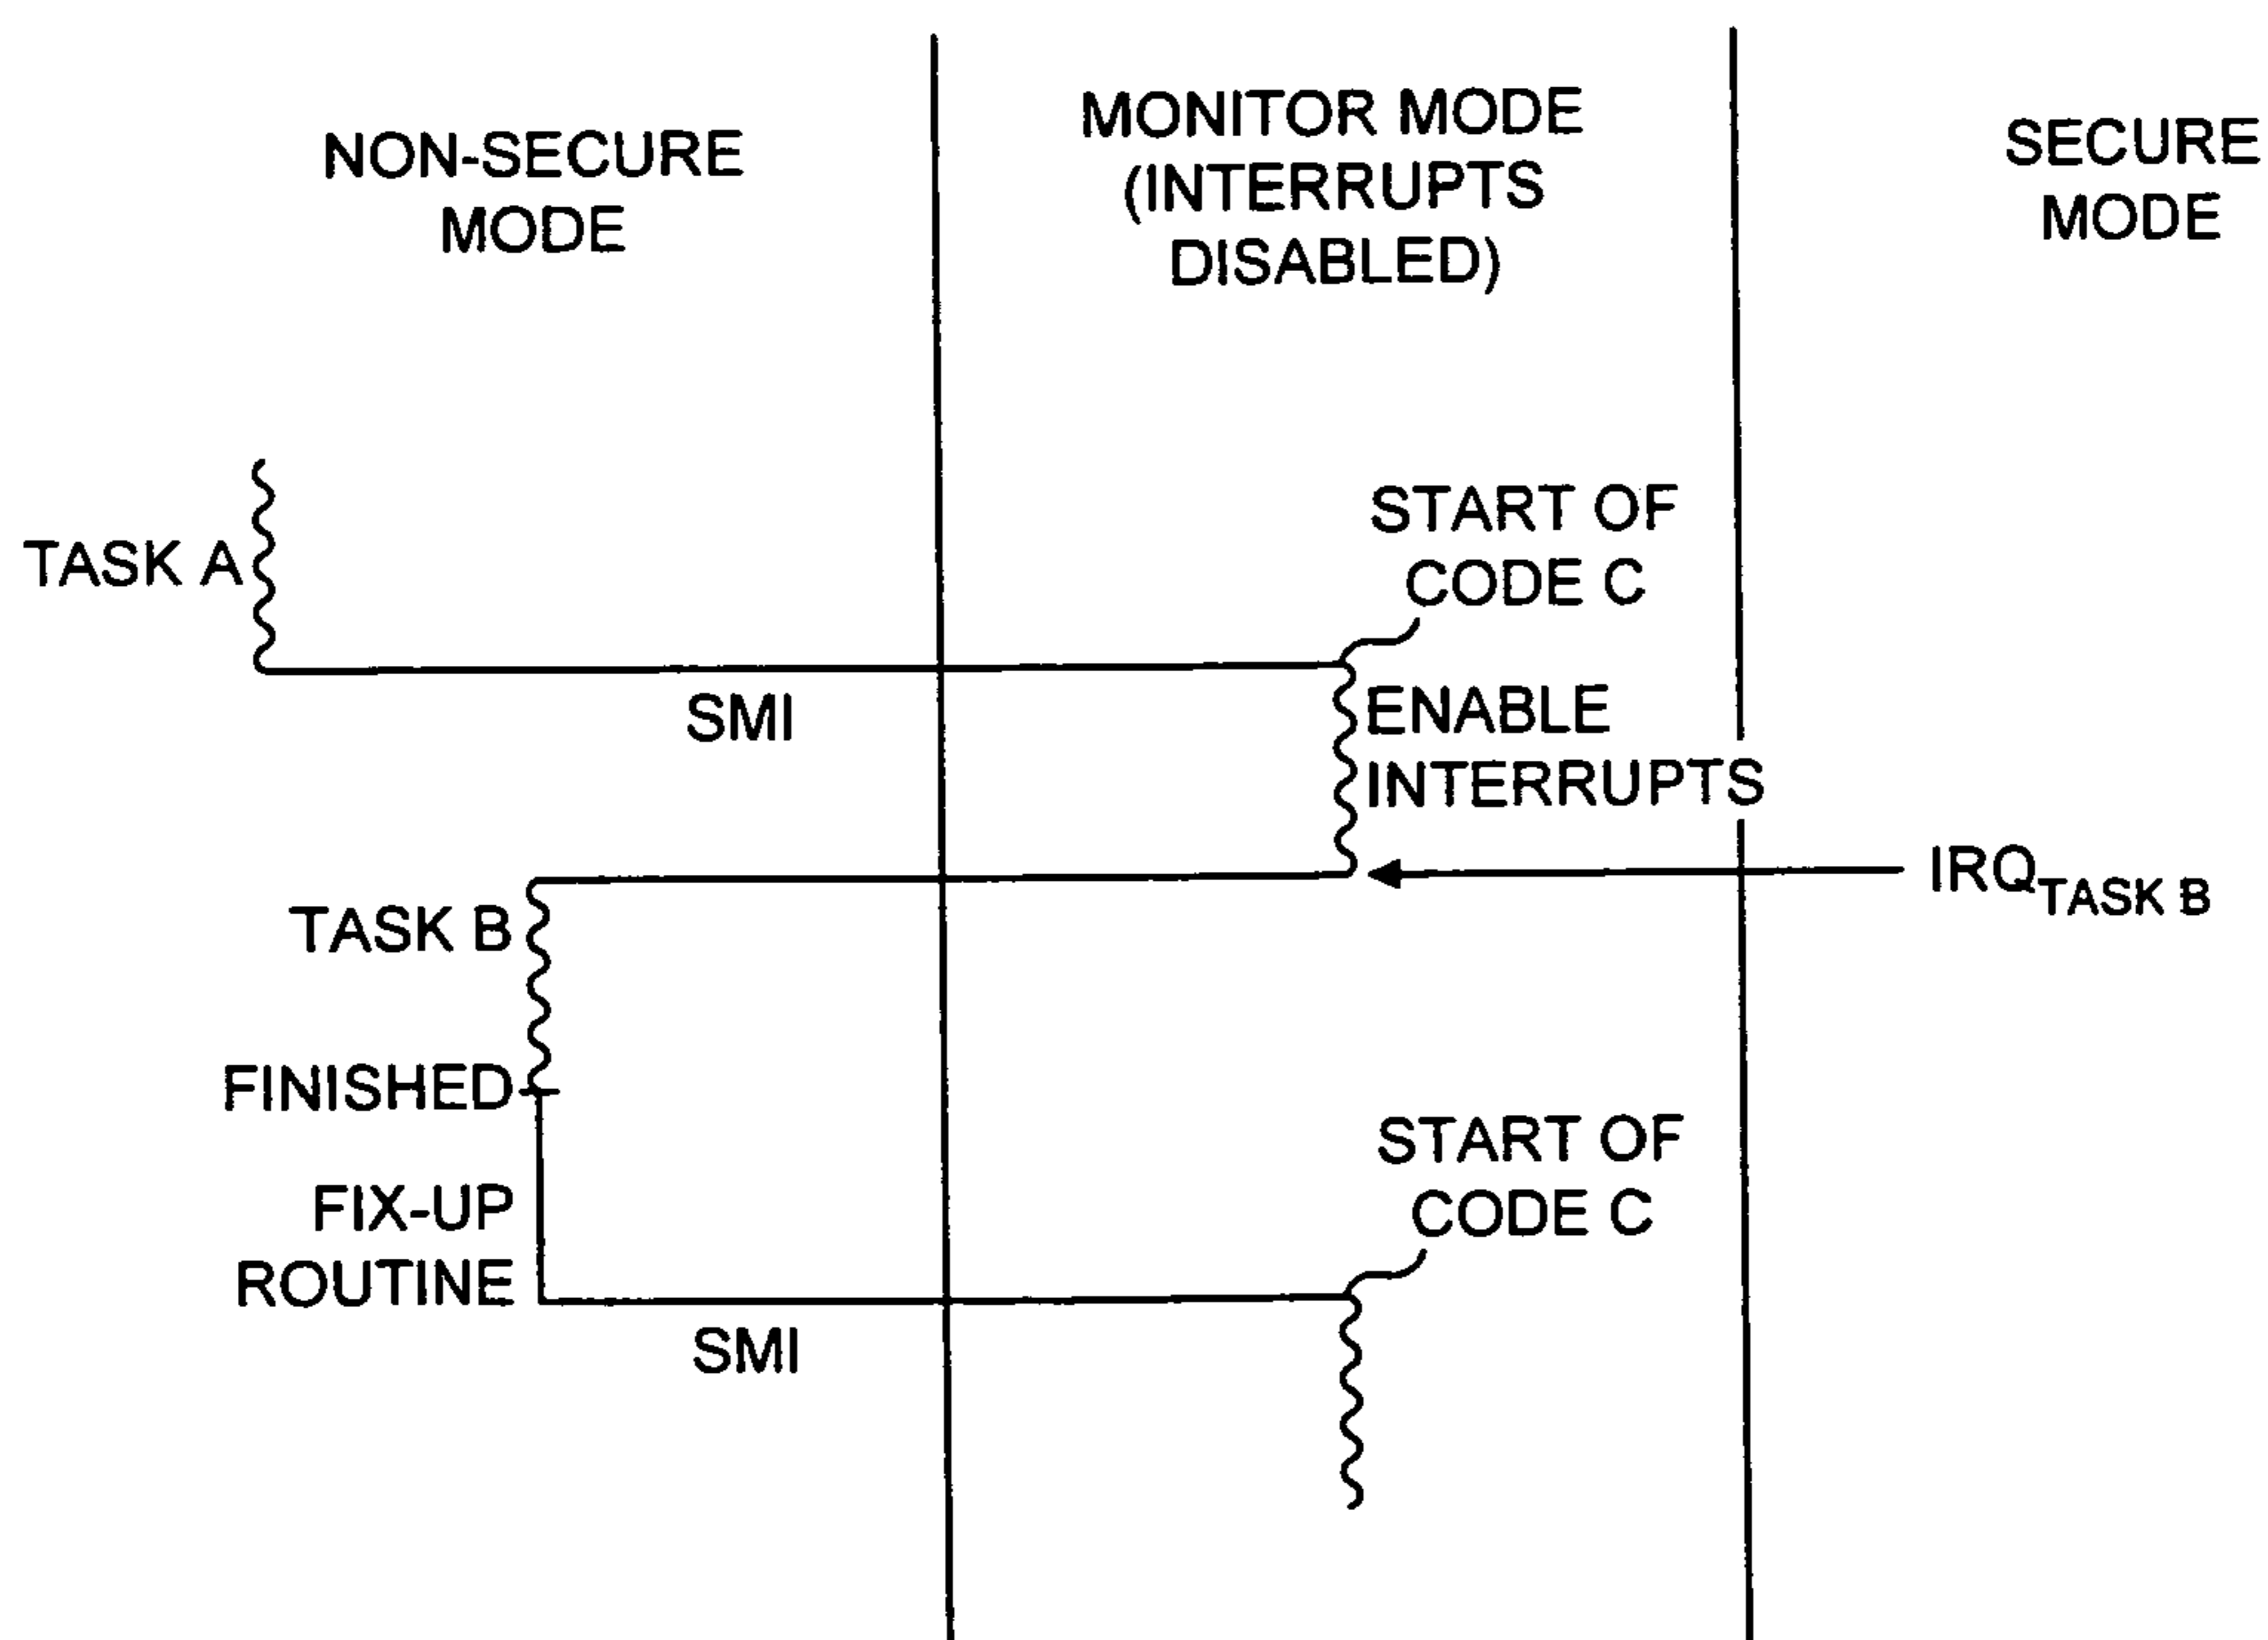 NON-SECURE
MODE
MONITOR MODE
(INTERRUPTS
DISABLED)
SECURE
MODE
TASK A
START OF
CODE C
SMI
ENABLE
INTERRUPTS
IRQTASK B
TASK B
FINISHED
FIX-UP
ROUTINE
START OF
CODE C
SMI